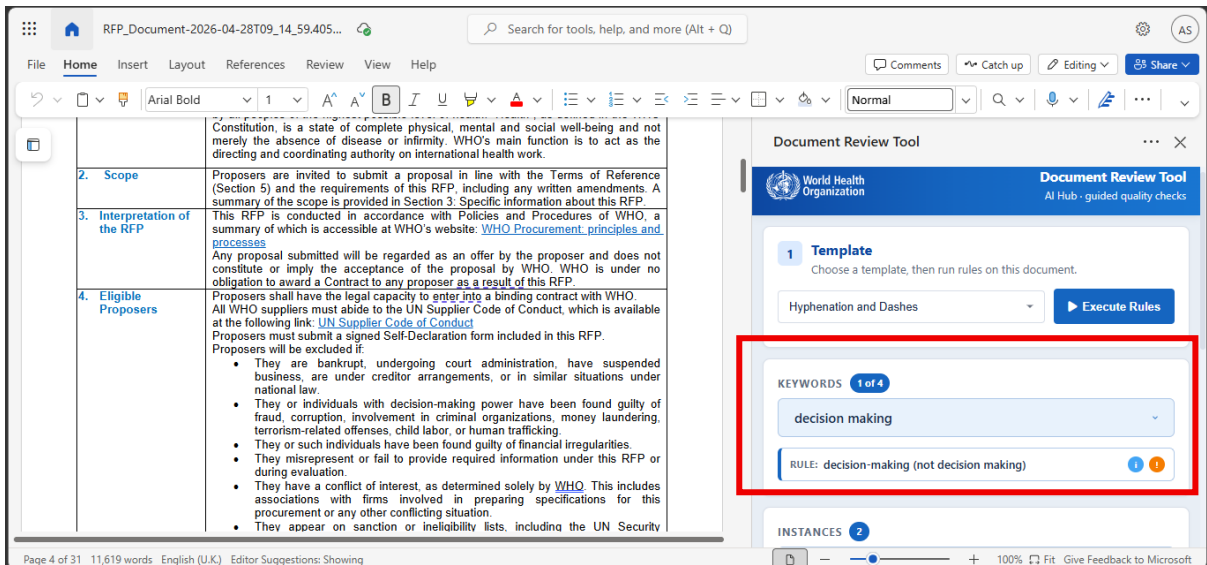 RFP_Document-2026-04-28T09_14_59.405...
Search for tools, help, and more (Alt + Q)
AS
File Home Insert Layout References Review View Help
Comments
Catch up
Editing
Share
Arial Bold
1
A^ A˅ B I U A
Normal
Constitution, is a state of complete physical, mental and social well-being and not
merely the absence of disease or infirmity. WHO's main function is to act as the
directing and coordinating authority on international health work.
2. Scope
Proposers are invited to submit a proposal in line with the Terms of Reference
(Section 5) and the requirements of this RFP, including any written amendments. A
summary of the scope is provided in Section 3: Specific information about this RFP.
3. Interpretation of
the RFP
This RFP is conducted in accordance with Policies and Procedures of WHO, a
summary of which is accessible at WHO's website: WHO Procurement: principles and
processes
Any proposal submitted will be regarded as an offer by the proposer and does not
constitute or imply the acceptance of the proposal by WHO. WHO is under no
obligation to award a Contract to any proposer as a result of this RFP.
4. Eligible
Proposers
Proposers shall have the legal capacity to enter into a binding contract with WHO.
All WHO suppliers must abide to the UN Supplier Code of Conduct, which is available
at the following link: UN Supplier Code of Conduct
Proposers must submit a signed Self-Declaration form included in this RFP.
Proposers will be excluded if:
• They are bankrupt, undergoing court administration, have suspended
business, are under creditor arrangements, or in similar situations under
national law.
• They or individuals with decision-making power have been found guilty of
fraud, corruption, involvement in criminal organizations, money laundering,
terrorism-related offenses, child labor, or human trafficking.
• They or such individuals have been found guilty of financial irregularities.
• They misrepresent or fail to provide required information under this RFP or
during evaluation.
• They have a conflict of interest, as determined solely by WHO. This includes
associations with firms involved in preparing specifications for this
procurement or any other conflicting situation.
• They appear on sanction or ineligibility lists, including the UN Security
Document Review Tool
World Health
Organization
Document Review Tool
AI Hub · guided quality checks
1 Template
Choose a template, then run rules on this document.
Hyphenation and Dashes
Execute Rules
KEYWORDS 1 of 4
decision making
RULE: decision-making (not decision making)
INSTANCES 2
Page 4 of 31 11,619 words English (U.K.) Editor Suggestions: Showing
100% Fit Give Feedback to Microsoft